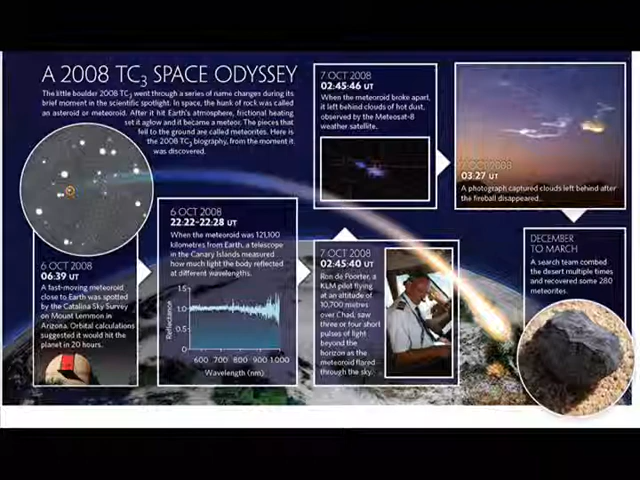 A 2008 TC3 SPACE ODYSSEY
The little boulder 2008 TC3 went through a series of name changes during its
brief moment in the scientific spotlight. In space, the hunk of rock was called
an asteroid or meteoroid. After it hit Earth's atmosphere, frictional heating
set it aglow and it became a meteor. The pieces that
fell to the ground are called meteorites. Here is
the 2008 TC3 biography, from the moment it
was discovered.
6 OCT 2008
06:39 UT
A fast-moving meteoroid
close to Earth was spotted
by the Catalina Sky Survey
on Mount Lemmon in
Arizona. Orbital calculations
suggested it would hit the
planet in 20 hours.
6 OCT 2008
22:22–22:28 UT
When the meteoroid was 121,100
kilometres from Earth, a telescope
in the Canary Islands measured
how much light the body reflected
at different wavelengths.
Reflectance
1.5
1.0
0.5
0
600 700 800 900 1,000
Wavelength (nm)
7 OCT 2008
02:45:40 UT
Ron de Poorter, a
KLM pilot flying
at an altitude of
10,700 metres
over Chad, saw
three or four short
pulses of light
beyond the
horizon as the
meteoroid flared
through the sky.
7 OCT 2008
02:45:46 UT
When the meteoroid broke apart,
it left behind clouds of hot dust,
observed by the Meteosat-8
weather satellite.
7 OCT 2008
03:27 UT
A photograph captured clouds left behind after
the fireball disappeared.
DECEMBER
TO MARCH
A search team combed
the desert multiple times
and recovered some 280
meteorites.